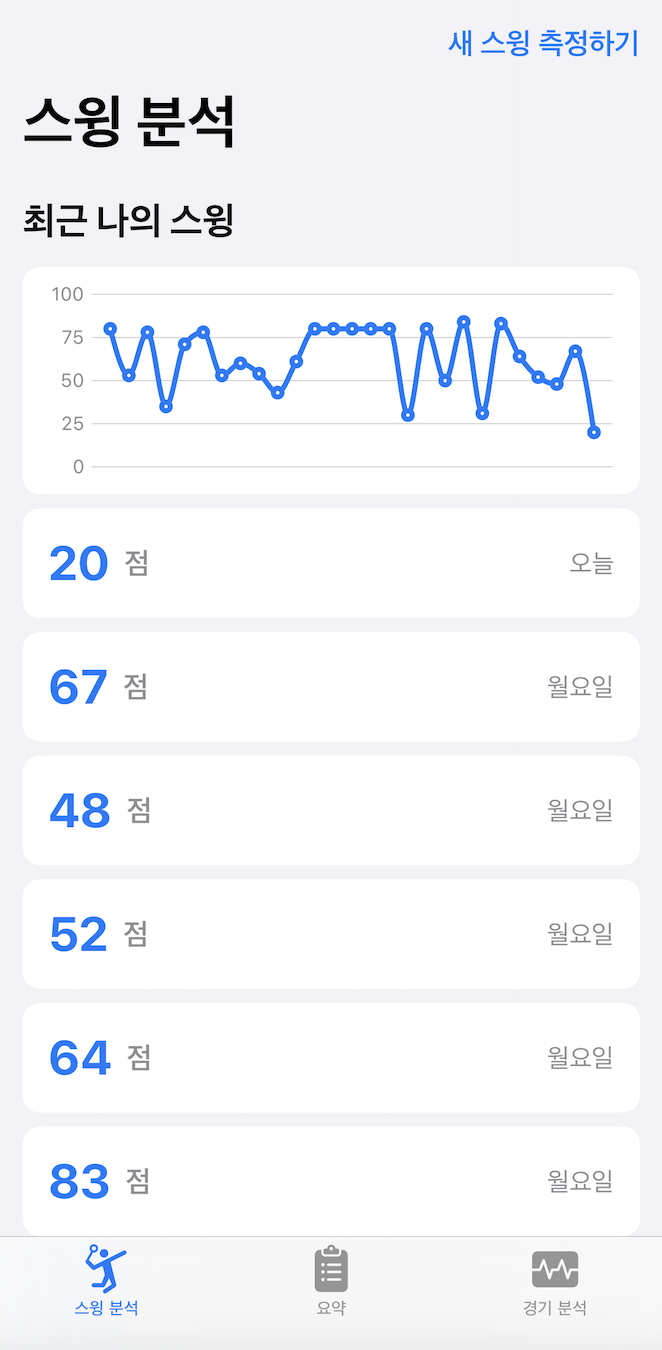 새 스윙 측정하기
스윙 분석
최근 나의 스윙
100
75
50
25
0
20 점 오늘
67 점 월요일
48 점 월요일
52 점 월요일
64 점 월요일
83 점 월요일
스윙 분석 요약 경기 분석